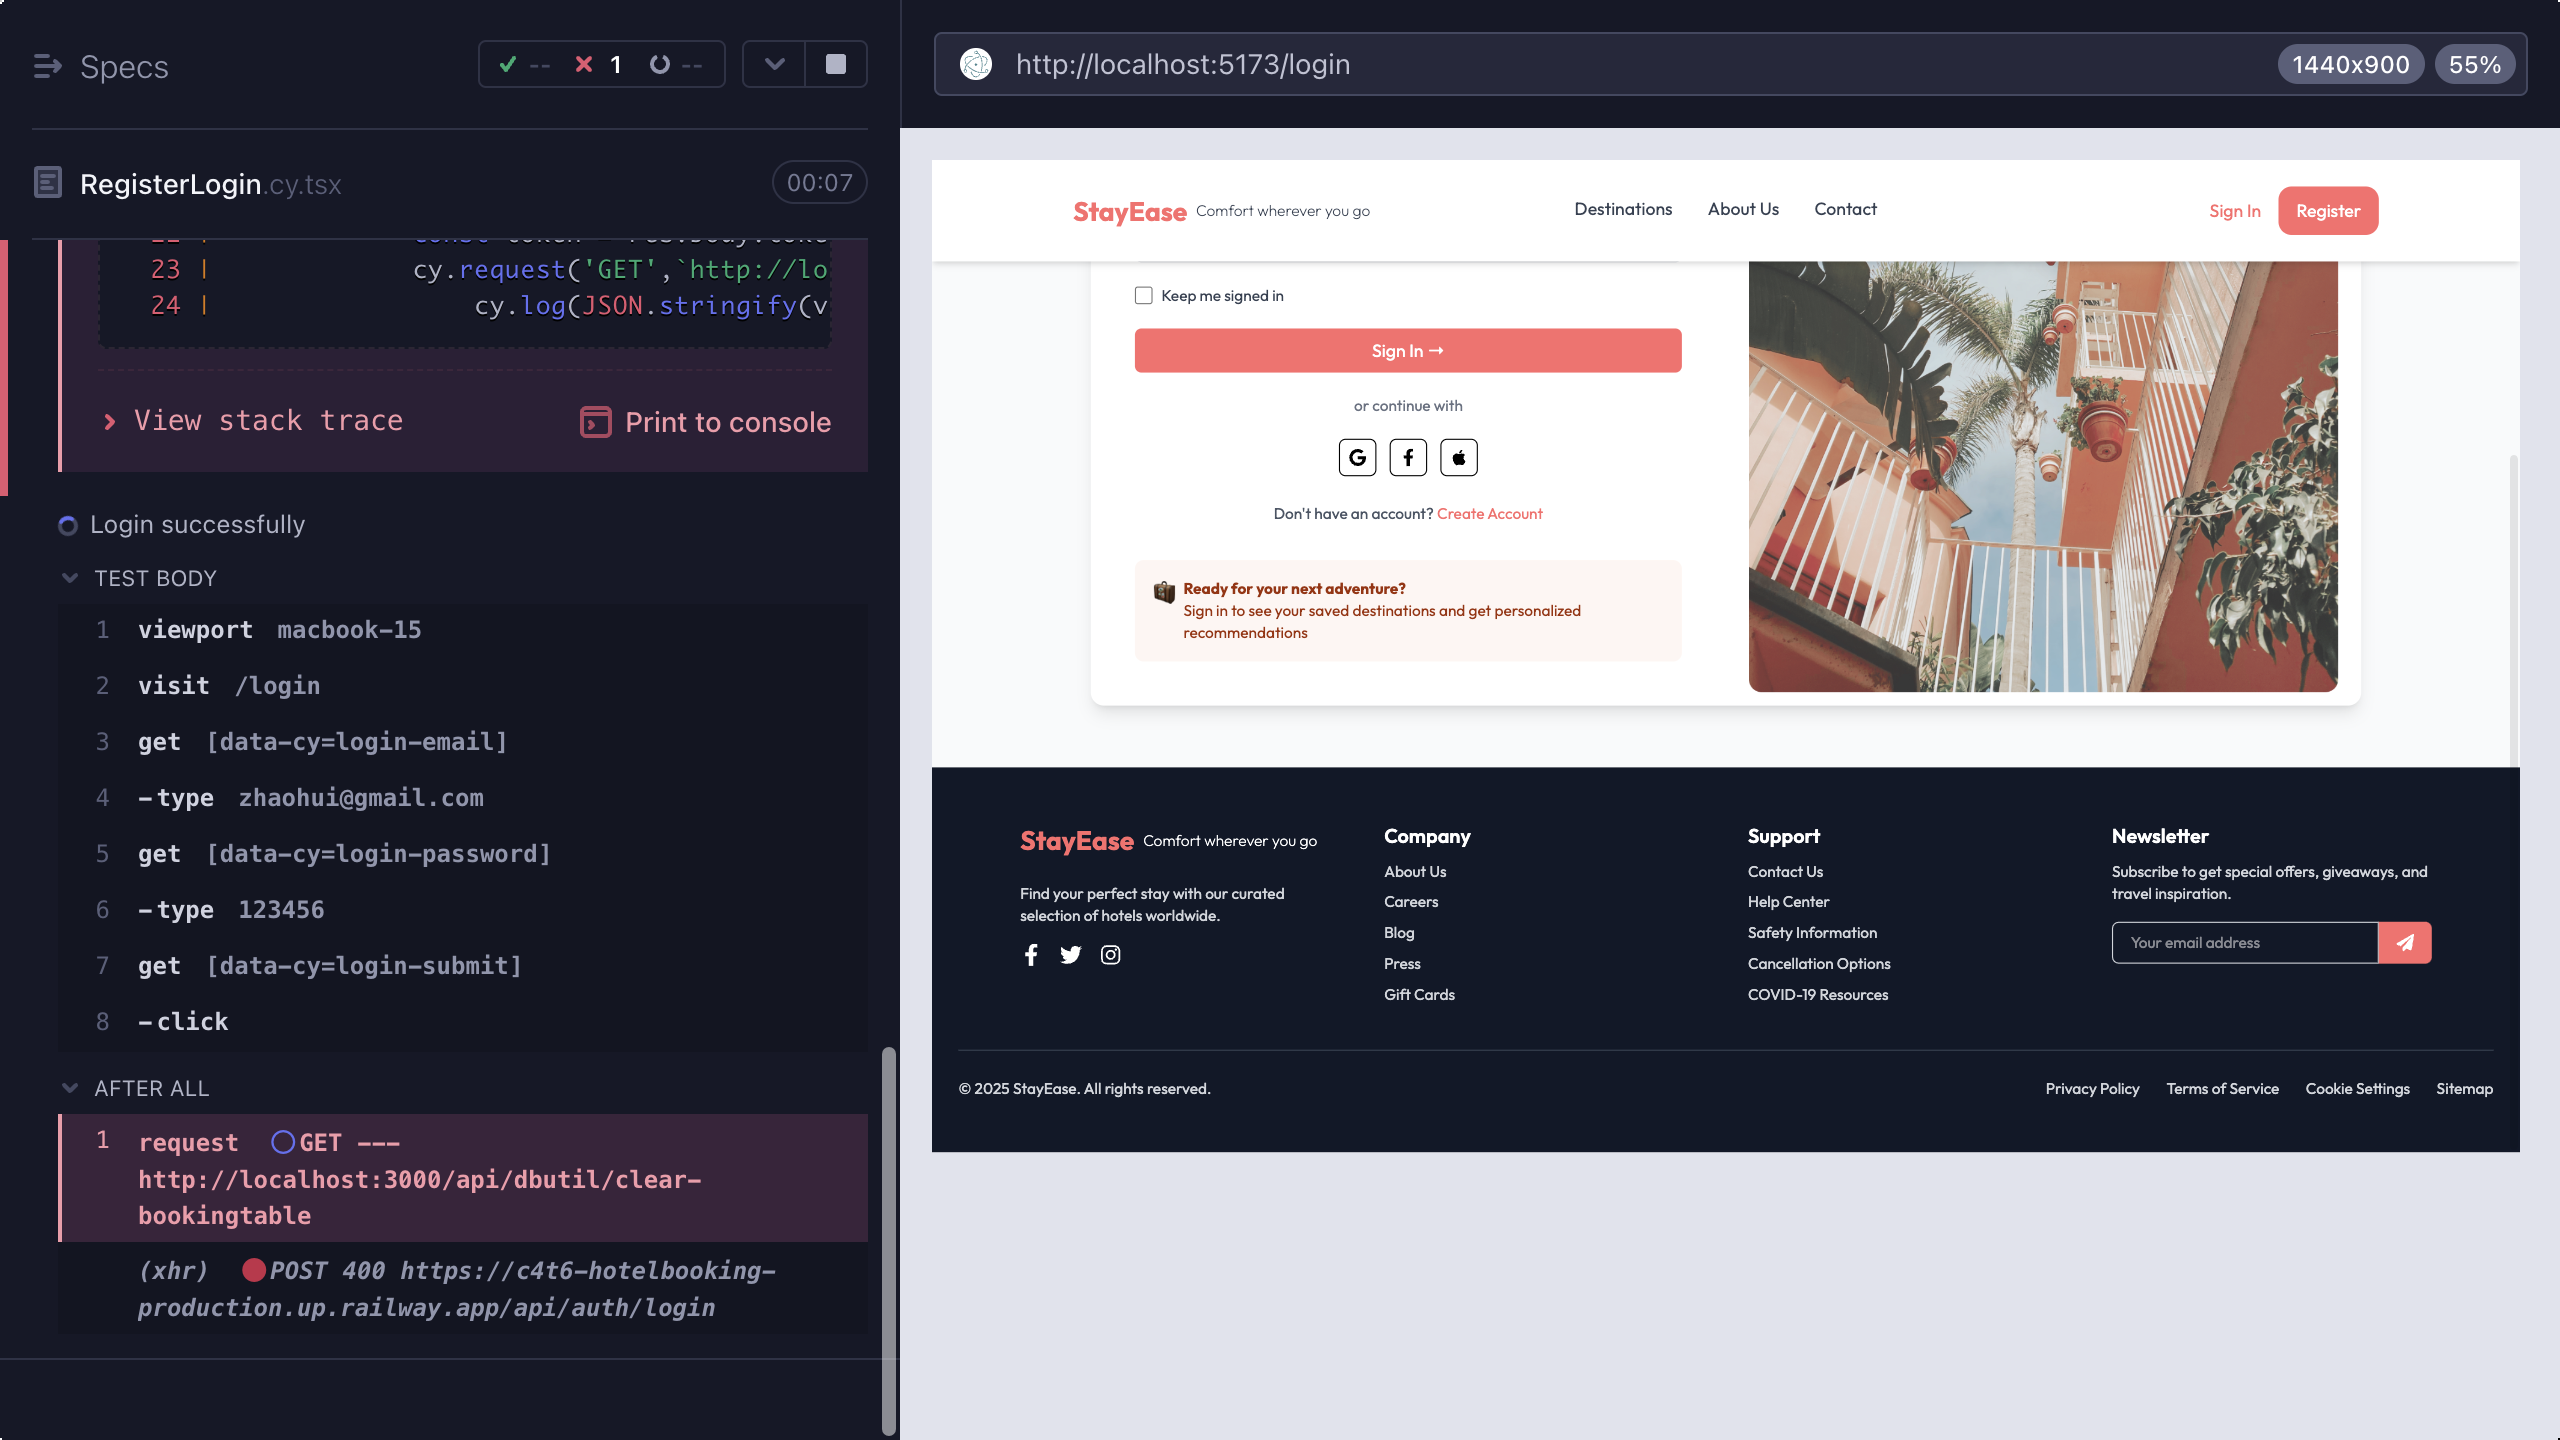 Specs
-- 1 --
RegisterLogin.cy.tsx
00:07
23 | cy.request('GET',`http://lo
24 | cy.log(JSON.stringify(v
View stack trace
Print to console
Login successfully
TEST BODY
1 viewport macbook-15
2 visit /login
3 get [data-cy=login-email]
4 -type zhaohui@gmail.com
5 get [data-cy=login-password]
6 -type 123456
7 get [data-cy=login-submit]
8 -click
AFTER ALL
1 request GET ---
http://localhost:3000/api/dbutil/clear-
bookingtable
(xhr) POST 400 https://c4t6-hotelbooking-
production.up.railway.app/api/auth/login
http://localhost:5173/login
1440x900
55%
StayEase Comfort wherever you go
Destinations
About Us
Contact
Sign In
Register
Keep me signed in
Sign In →
or continue with
Don't have an account? Create Account
Ready for your next adventure?
Sign in to see your saved destinations and get personalized
recommendations
StayEase Comfort wherever you go
Find your perfect stay with our curated
selection of hotels worldwide.
Company
About Us
Careers
Blog
Press
Gift Cards
Support
Contact Us
Help Center
Safety Information
Cancellation Options
COVID-19 Resources
Newsletter
Subscribe to get special offers, giveaways, and
travel inspiration.
Your email address
© 2025 StayEase. All rights reserved.
Privacy Policy
Terms of Service
Cookie Settings
Sitemap